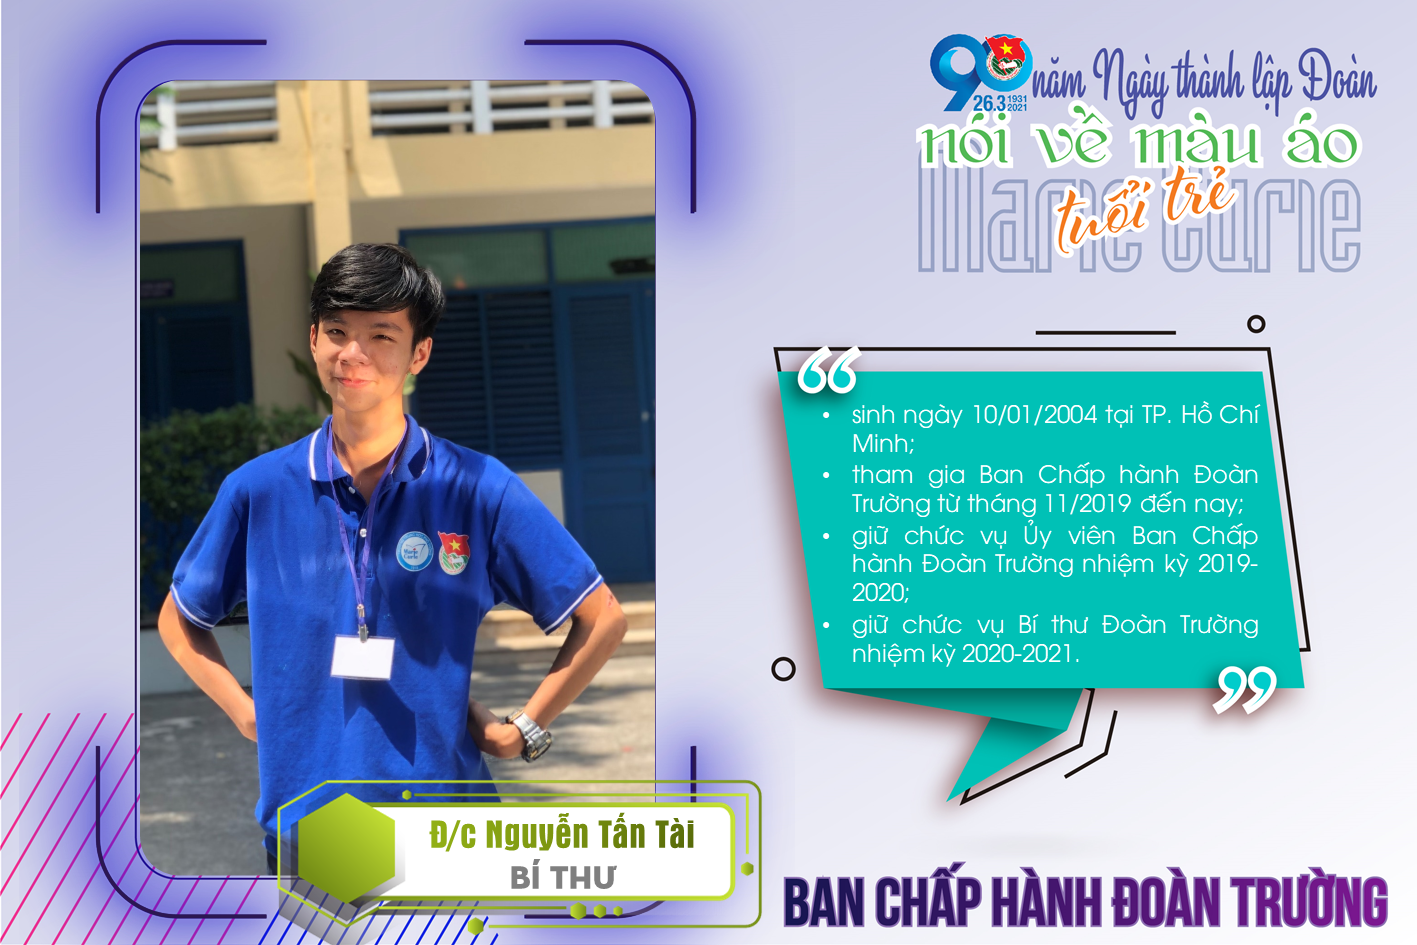 90 năm Ngày thành lập Đoàn
26.3 1931 2021
nói về màu áo
tuổi trẻ
Marie Curie
“
• sinh ngày 10/01/2004 tại TP. Hồ Chí
Minh;
• tham gia Ban Chấp hành Đoàn
Trường từ tháng 11/2019 đến nay;
• giữ chức vụ Ủy viên Ban Chấp
hành Đoàn Trường nhiệm kỳ 2019-
2020;
• giữ chức vụ Bí thư Đoàn Trường
nhiệm kỳ 2020-2021.
”
Marie
Curie
Đ/c Nguyễn Tấn Tài
BÍ THƯ
BAN CHẤP HÀNH ĐOÀN TRƯỜNG